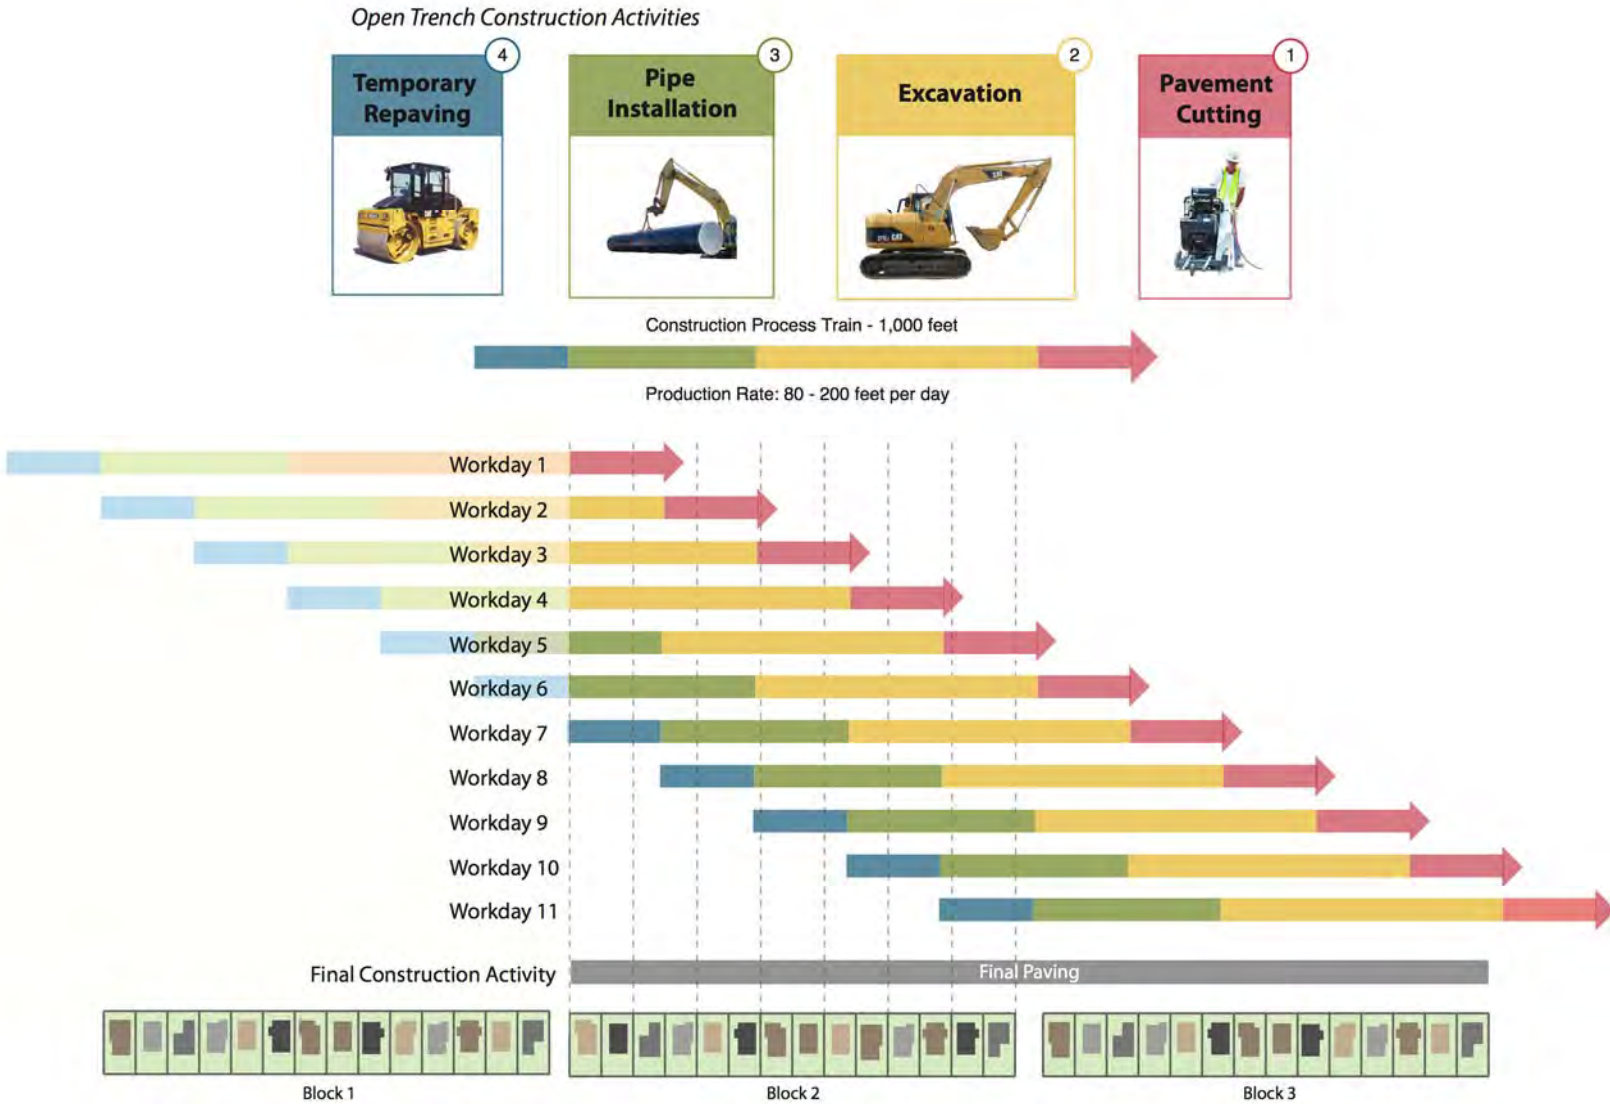 Open Trench Construction Activities
4
3
2
1
Temporary
Repaving
Pipe
Installation
Excavation
Pavement
Cutting
CAT
CAT
Construction Process Train - 1,000 feet
Production Rate: 80 - 200 feet per day
Workday 1
Workday 2
Workday 3
Workday 4
Workday 5
Workday 6
Workday 7
Workday 8
Workday 9
Workday 10
Workday 11
Final Construction Activity
Final Paving
Block 1
Block 2
Block 3